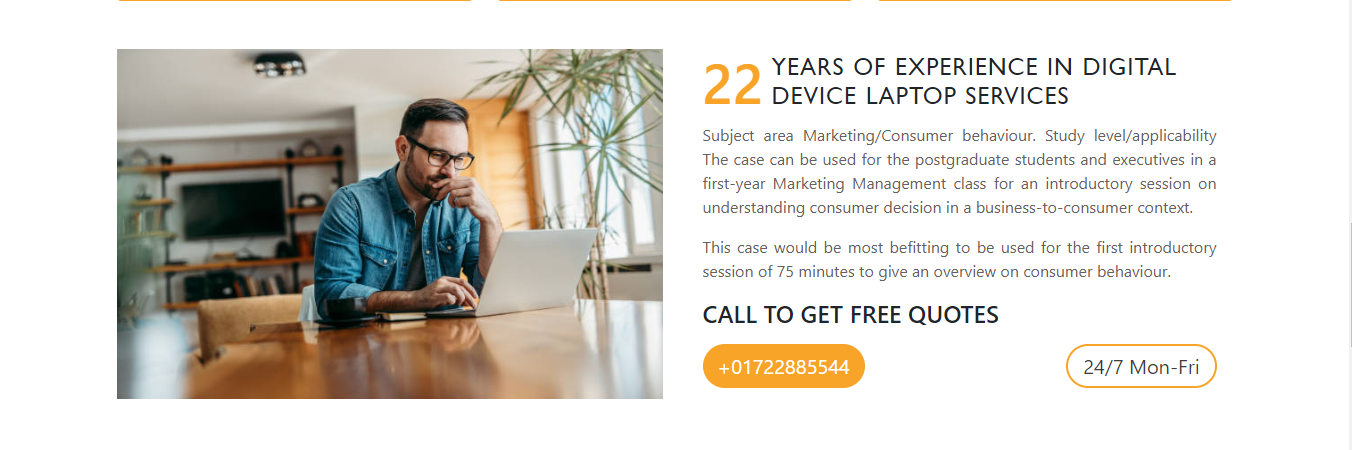 22 YEARS OF EXPERIENCE IN DIGITAL
DEVICE LAPTOP SERVICES
Subject area Marketing/Consumer behaviour. Study level/applicability
The case can be used for the postgraduate students and executives in a
first-year Marketing Management class for an introductory session on
understanding consumer decision in a business-to-consumer context.
This case would be most befitting to be used for the first introductory
session of 75 minutes to give an overview on consumer behaviour.
CALL TO GET FREE QUOTES
+01722885544
24/7 Mon-Fri